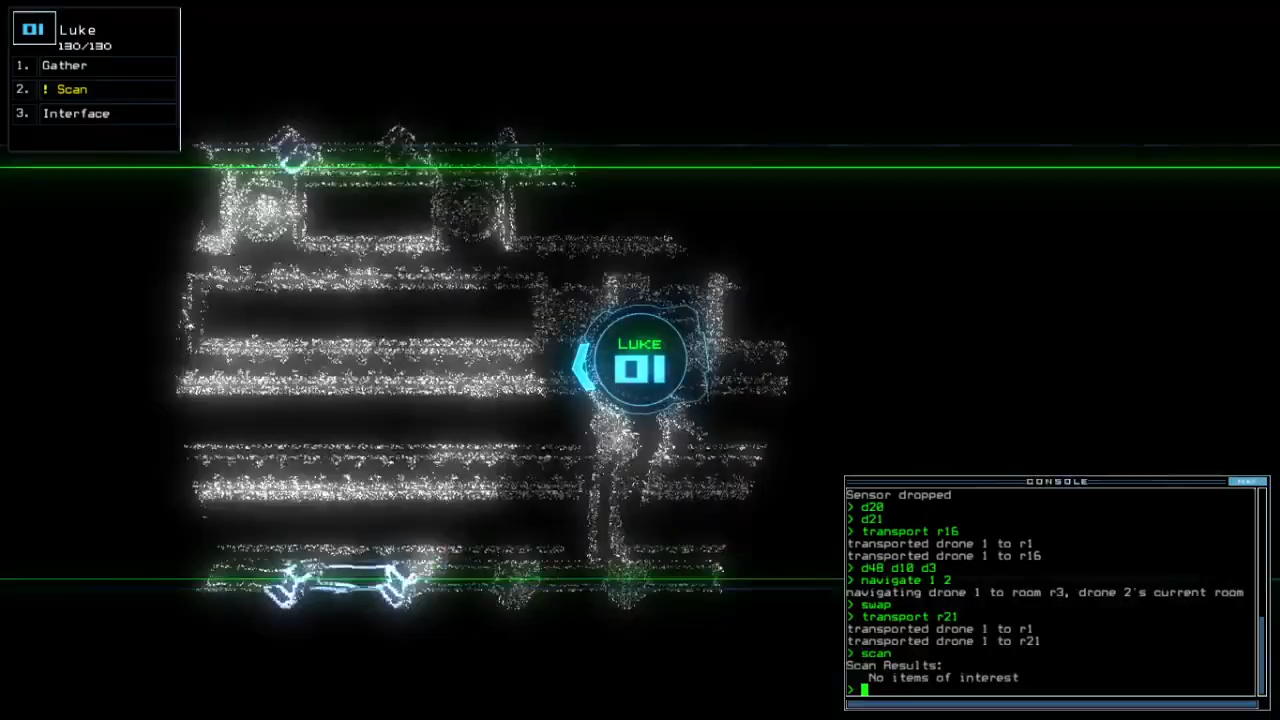 01 Luke
130/130
1. Gather
2. ! Scan
3. Interface
LUKE
01
CONSOLE
Sensor dropped
> d20
> d21
> transport r16
transported drone 1 to r1
transported drone 1 to r16
> d48 d10 d3
> navigate 1 2
navigating drone 1 to room r3, drone 2's current room
> swap
> transport r21
transported drone 1 to r1
transported drone 1 to r21
> scan
Scan Results:
No items of interest
>